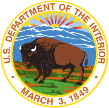 U.S. DEPARTMENT OF THE INTERIOR
MARCH 3, 1849